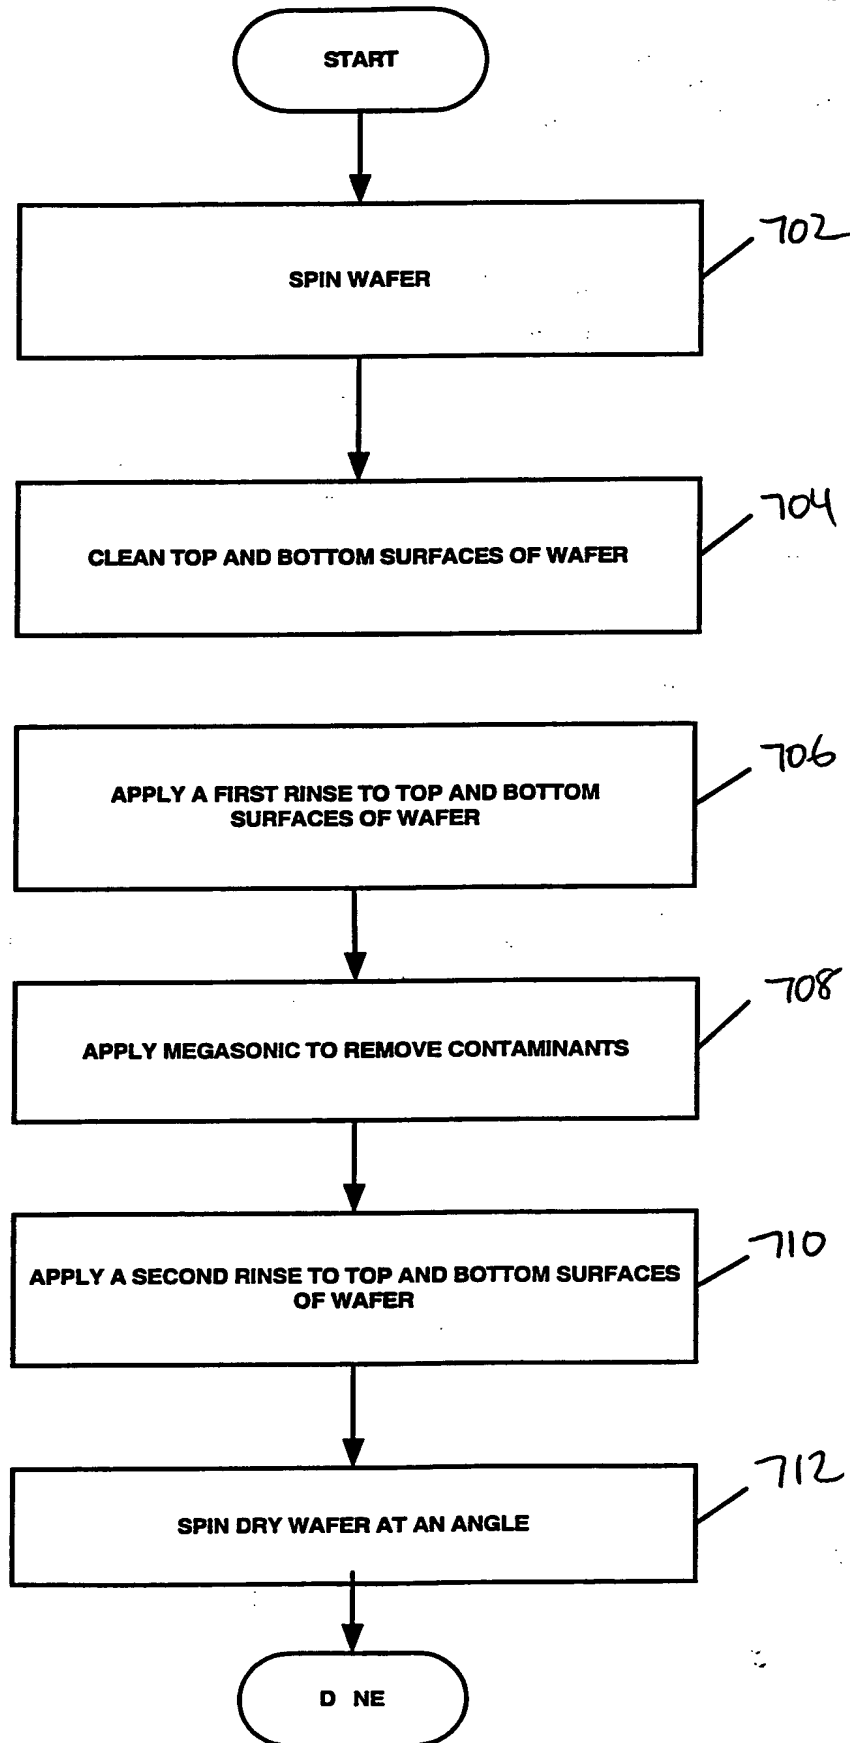 START
702
SPIN WAFER
704
CLEAN TOP AND BOTTOM SURFACES OF WAFER
706
APPLY A FIRST RINSE TO TOP AND BOTTOM
SURFACES OF WAFER
708
APPLY MEGASONIC TO REMOVE CONTAMINANTS
710
APPLY A SECOND RINSE TO TOP AND BOTTOM SURFACES
OF WAFER
712
SPIN DRY WAFER AT AN ANGLE
D NE